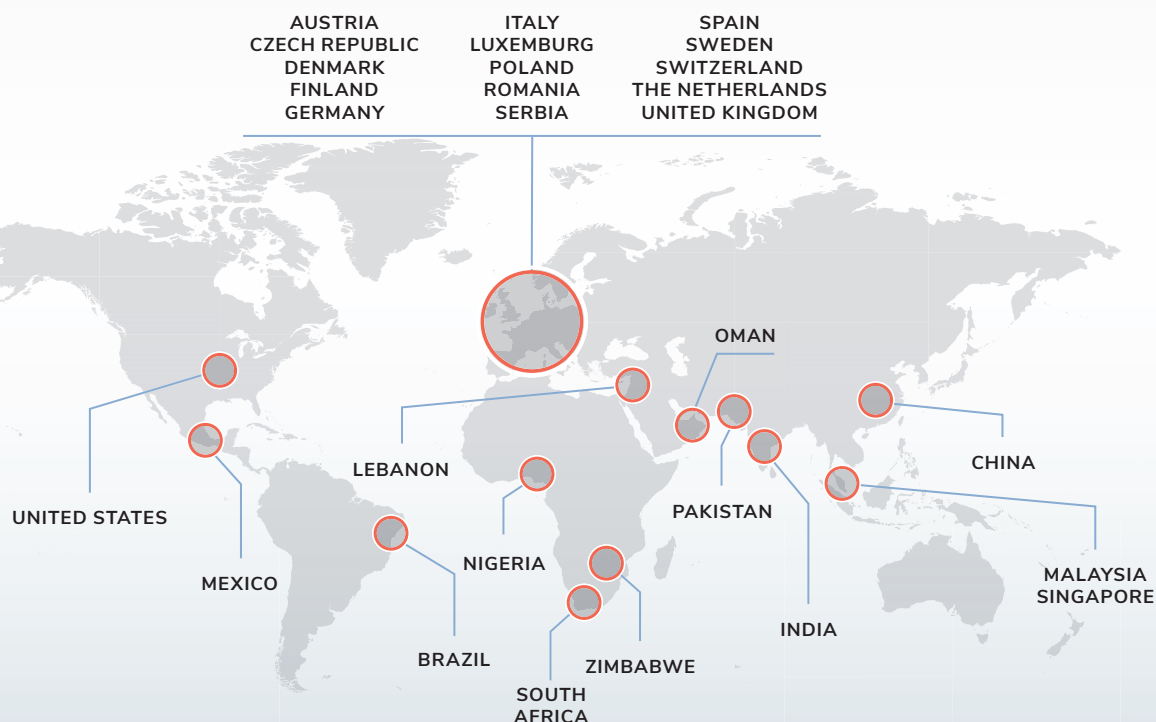 AUSTRIA
CZECH REPUBLIC
DENMARK
FINLAND
GERMANY
ITALY
LUXEMBURG
POLAND
ROMANIA
SERBIA
SPAIN
SWEDEN
SWITZERLAND
THE NETHERLANDS
UNITED KINGDOM
OMAN
LEBANON
CHINA
UNITED STATES
PAKISTAN
NIGERIA
MEXICO
MALAYSIA
SINGAPORE
INDIA
BRAZIL
ZIMBABWE
SOUTH
AFRICA